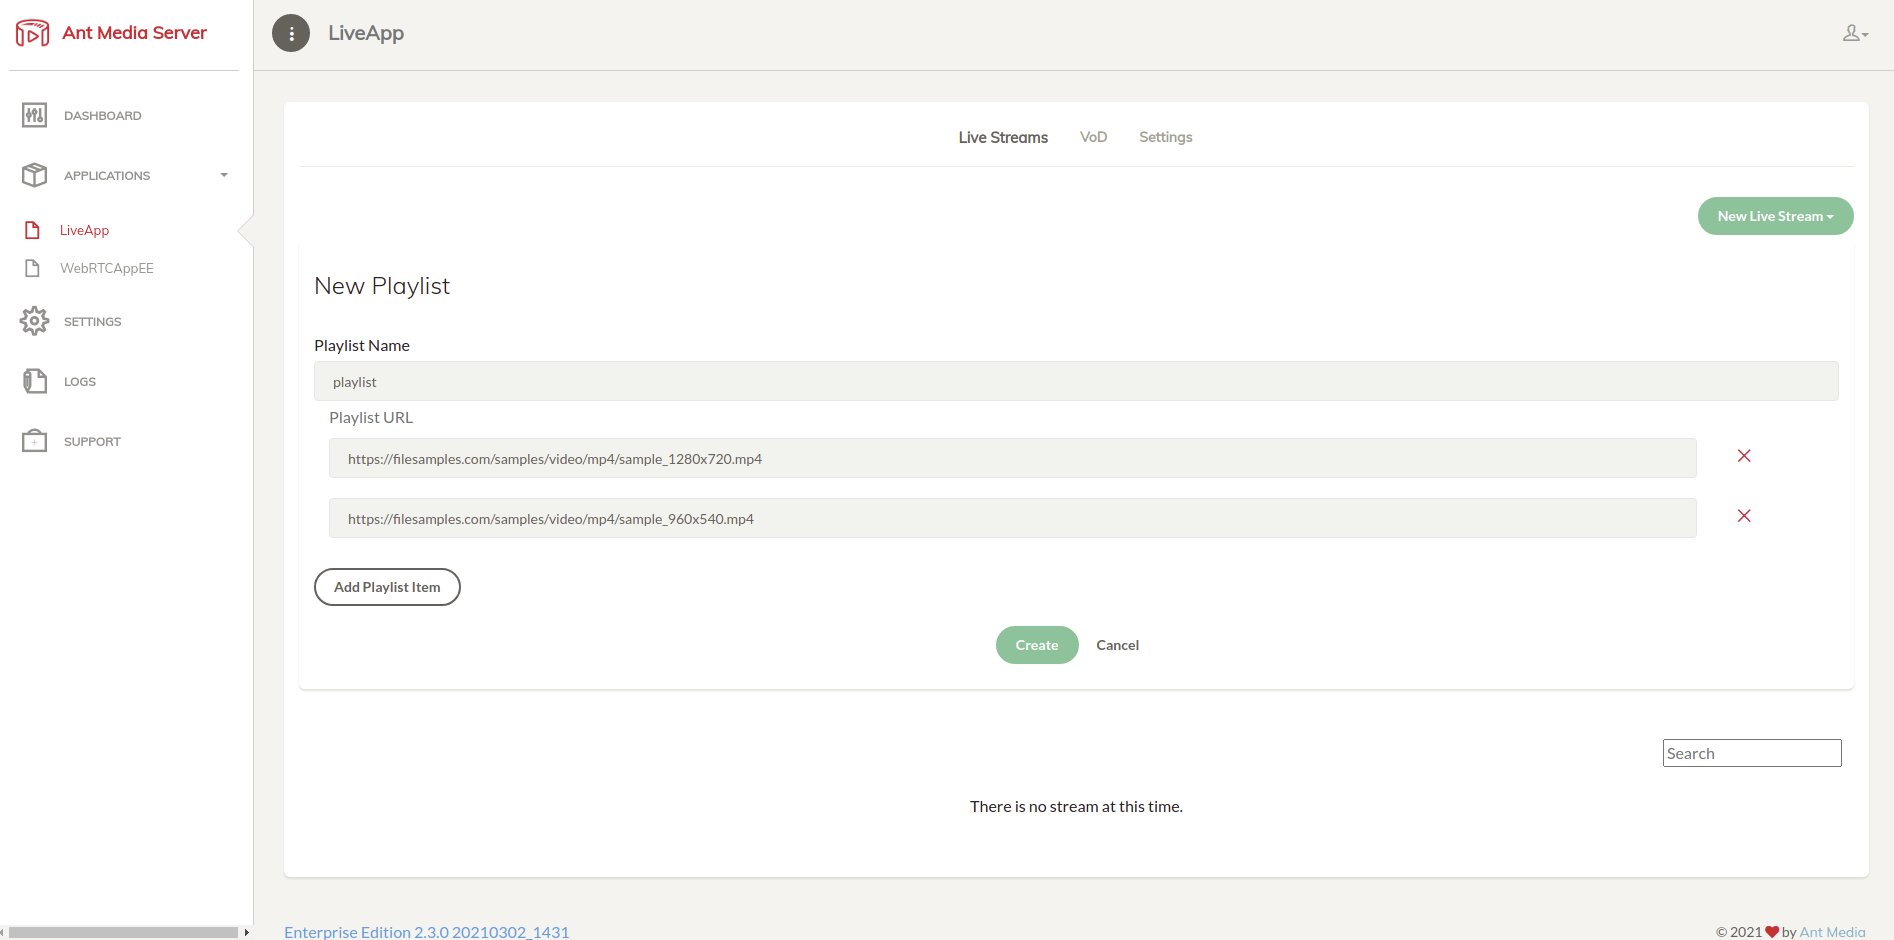 Ant Media Server
LiveApp
DASHBOARD
APPLICATIONS
LiveApp
WebRTCAppEE
SETTINGS
LOGS
SUPPORT
Live Streams VoD Settings
New Live Stream
New Playlist
Playlist Name
playlist
Playlist URL
https://filesamples.com/samples/video/mp4/sample_1280x720.mp4
https://filesamples.com/samples/video/mp4/sample_960x540.mp4
Add Playlist Item
Create Cancel
Search
There is no stream at this time.
Enterprise Edition 2.3.0 20210302_1431
© 2021 by Ant Media